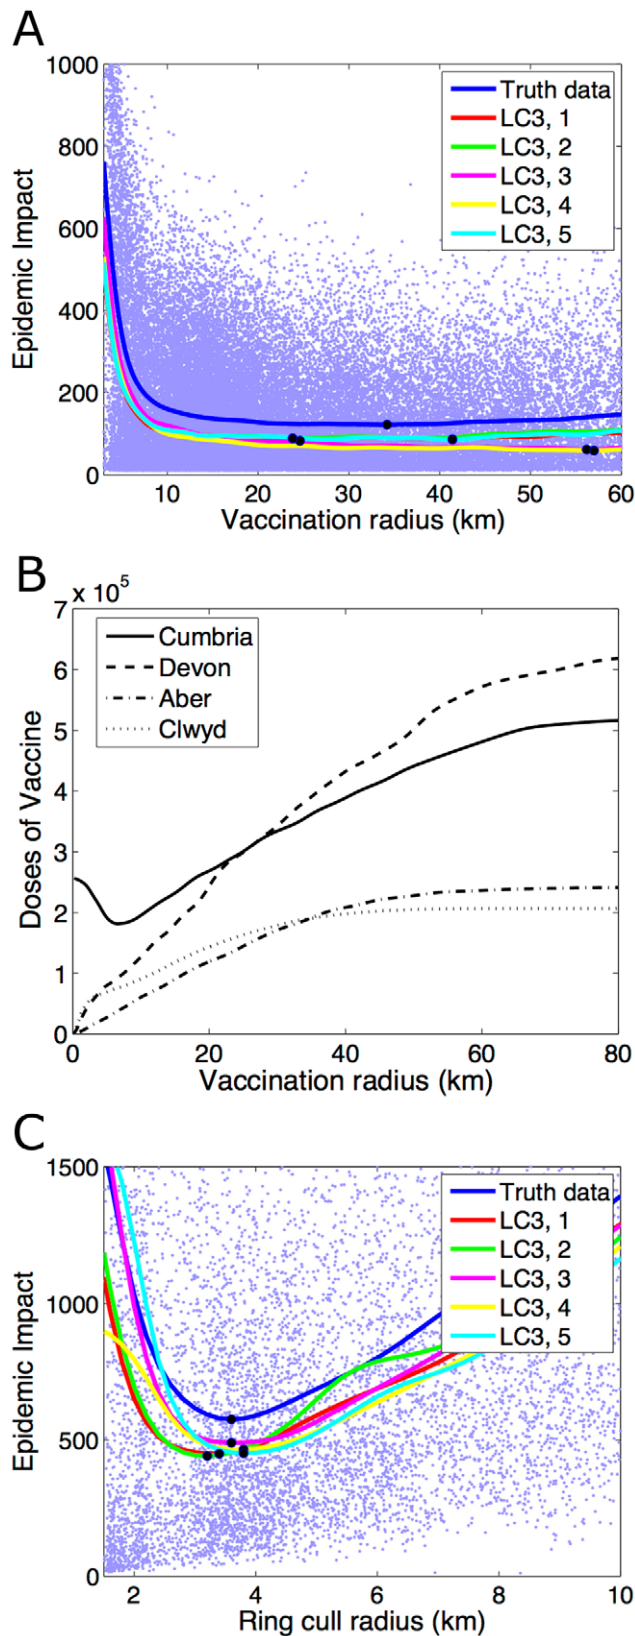 A
1000
800
600
400
200
0
Epidemic Impact
Truth data
LC3, 1
LC3, 2
LC3, 3
LC3, 4
LC3, 5
10 20 30 40 50 60
Vaccination radius (km)
B
7 x 10^5
6
5
4
3
2
1
0
Doses of Vaccine
Cumbria
Devon
Aber
Clwyd
0 20 40 60 80
Vaccination radius (km)
C
1500
1000
500
0
Epidemic Impact
Truth data
LC3, 1
LC3, 2
LC3, 3
LC3, 4
LC3, 5
2 4 6 8 10
Ring cull radius (km)